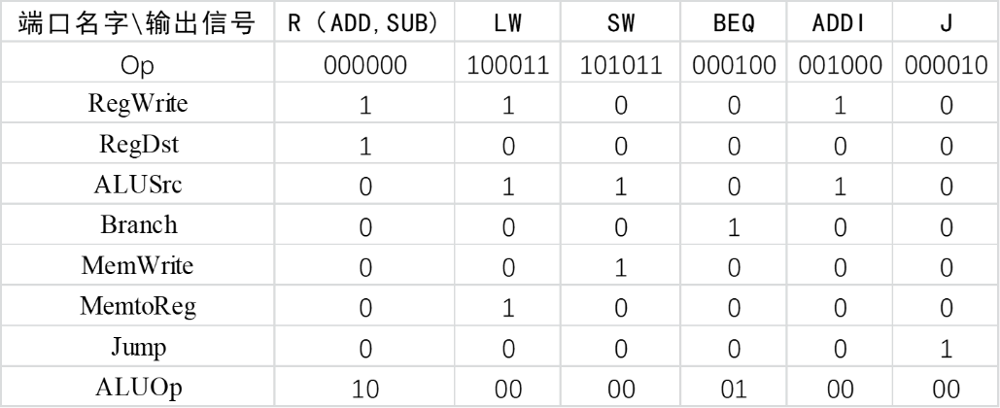 端口名字\输出信号 R（ADD,SUB) LW SW BEQ ADDI J
Op 000000 100011 101011 000100 001000 000010
RegWrite 1 1 0 0 1 0
RegDst 1 0 0 0 0 0
ALUSrc 0 1 1 0 1 0
Branch 0 0 0 1 0 0
MemWrite 0 0 1 0 0 0
MemtoReg 0 1 0 0 0 0
Jump 0 0 0 0 0 1
ALUOp 10 00 00 01 00 00